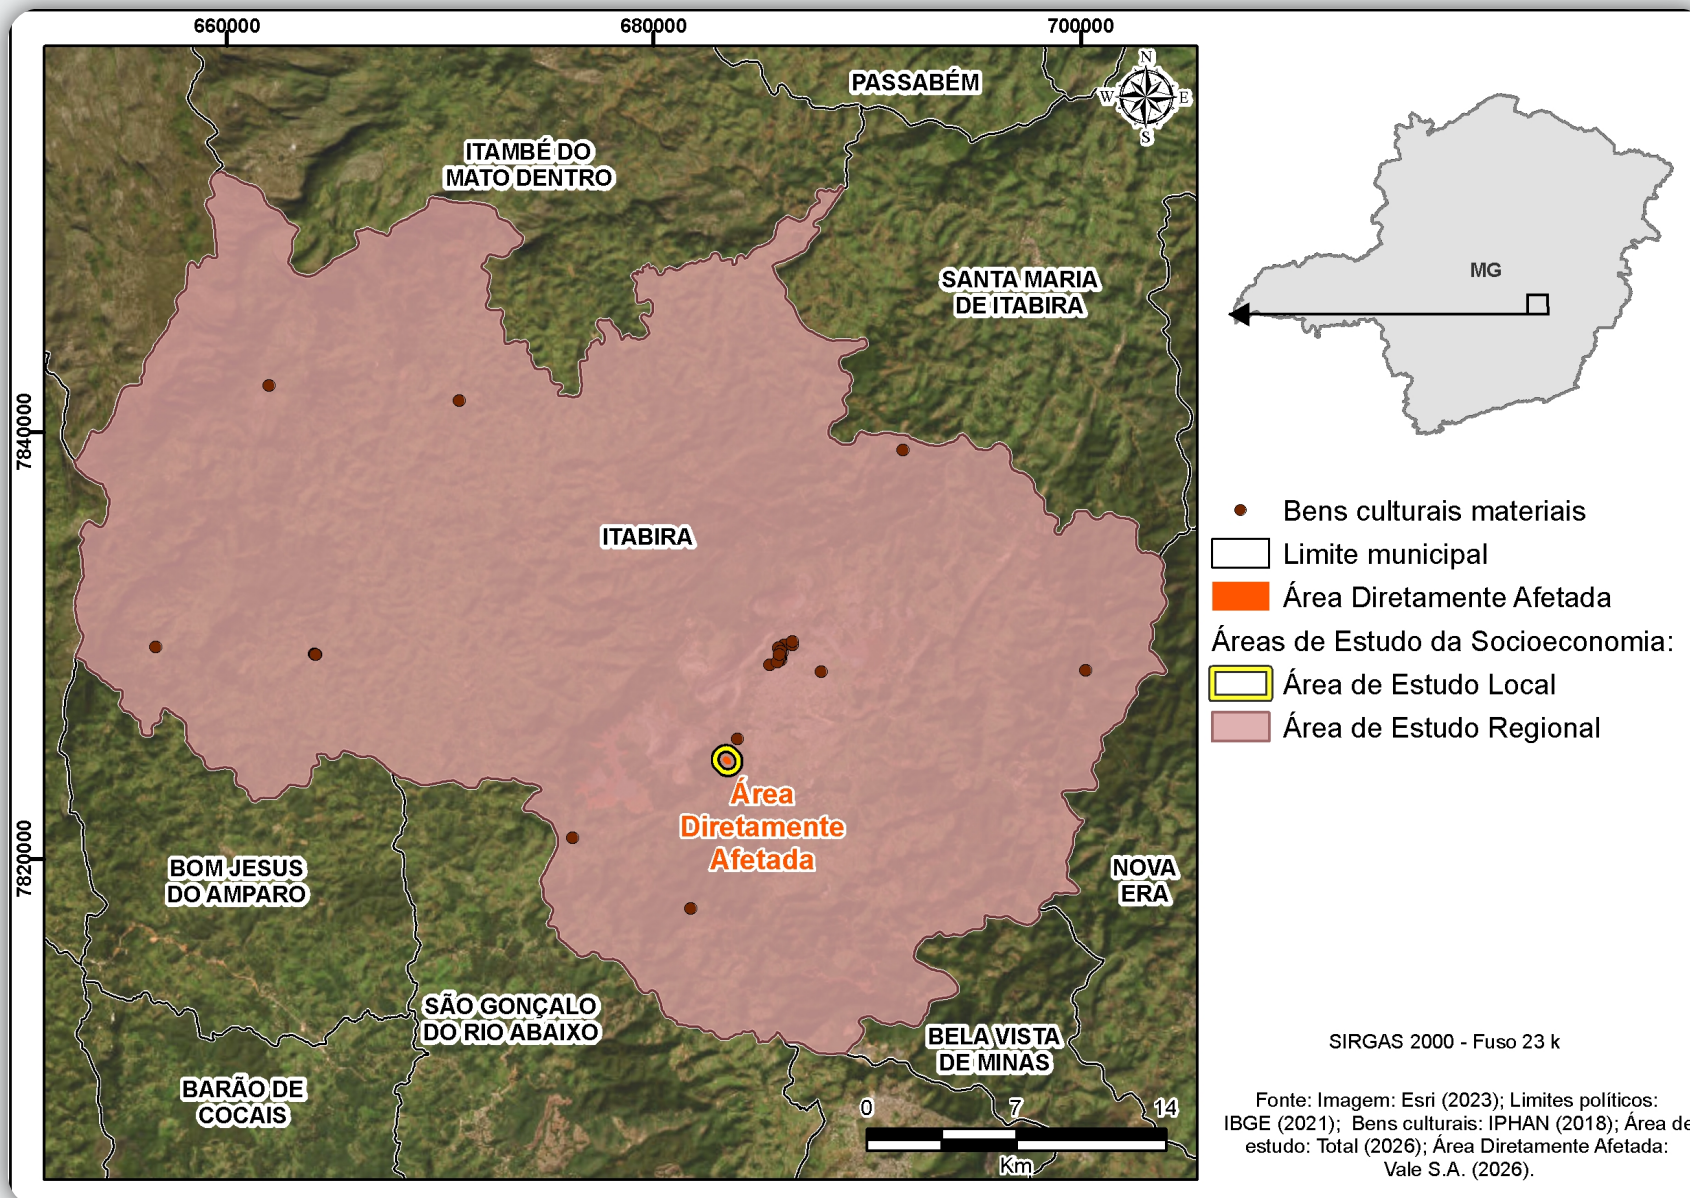 660000
680000
700000
7840000
7820000
N
W
E
S
PASSABÉM
ITAMBÉ DO
MATO DENTRO
SANTA MARIA
DE ITABIRA
ITABIRA
Área
Diretamente
Afetada
BOM JESUS
DO AMPARO
NOVA
ERA
SÃO GONÇALO
DO RIO ABAIXO
BELA VISTA
DE MINAS
BARÃO DE
COCAIS
0
7
14
Km
MG
Bens culturais materiais
Limite municipal
Área Diretamente Afetada
Áreas de Estudo da Socioeconomia:
Área de Estudo Local
Área de Estudo Regional
SIRGAS 2000 - Fuso 23 k
Fonte: Imagem: Esri (2023); Limites políticos:
IBGE (2021); Bens culturais: IPHAN (2018); Área de
estudo: Total (2026); Área Diretamente Afetada:
Vale S.A. (2026).